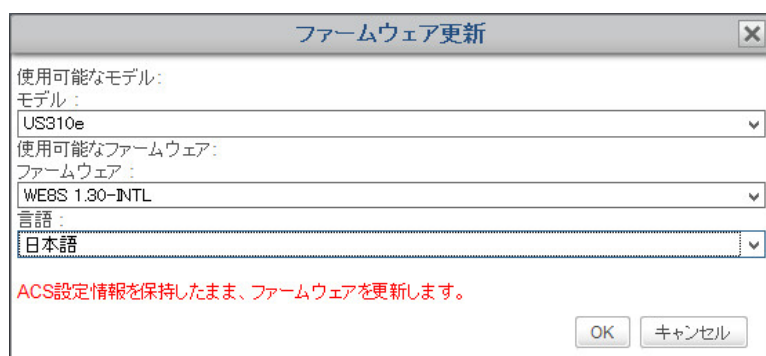 ファームウェア更新
使用可能なモデル:
モデル :
US310e
使用可能なファームウェア:
ファームウェア :
WE8S 1.30-INTL
言語 :
日本語
ACS設定情報を保持したまま、ファームウェアを更新します。
OK キャンセル